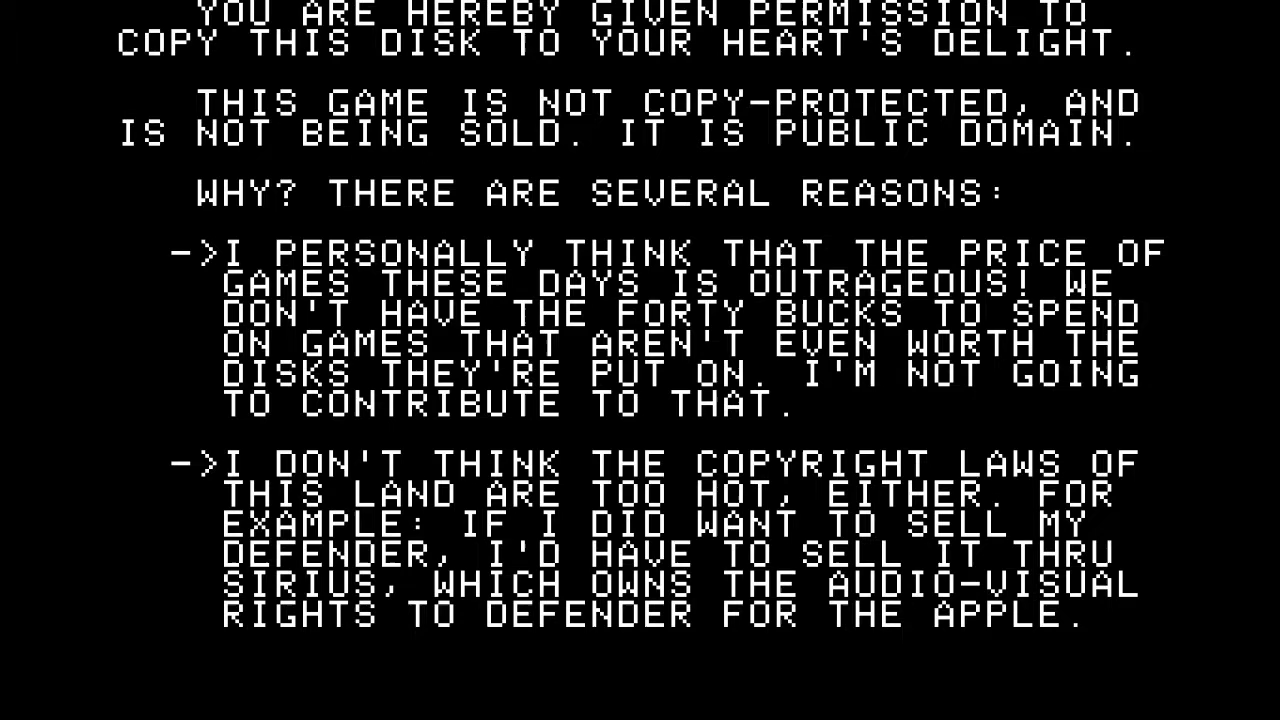 YOU ARE HEREBY GIVEN PERMISSION TO
COPY THIS DISK TO YOUR HEART'S DELIGHT.
THIS GAME IS NOT COPY-PROTECTED, AND
IS NOT BEING SOLD. IT IS PUBLIC DOMAIN.
WHY? THERE ARE SEVERAL REASONS:
->I PERSONALLY THINK THAT THE PRICE OF
GAMES THESE DAYS IS OUTRAGEOUS! WE
DON'T HAVE THE FORTY BUCKS TO SPEND
ON GAMES THAT AREN'T EVEN WORTH THE
DISKS THEY'RE PUT ON. I'M NOT GOING
TO CONTRIBUTE TO THAT.
->I DON'T THINK THE COPYRIGHT LAWS OF
THIS LAND ARE TOO HOT, EITHER. FOR
EXAMPLE: IF I DID WANT TO SELL MY
DEFENDER, I'D HAVE TO SELL IT THRU
SIRIUS, WHICH OWNS THE AUDIO-VISUAL
RIGHTS TO DEFENDER FOR THE APPLE.